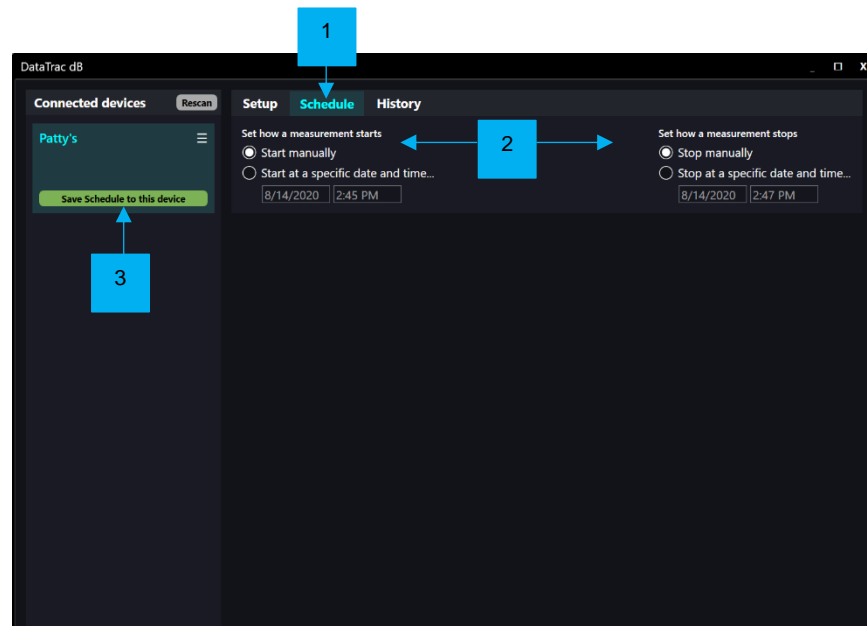 1
DataTrac dB
X
Connected devices Rescan
Setup Schedule History
Patty's
Save Schedule to this device
3
Set how a measurement starts
Start manually
Start at a specific date and time...
8/14/2020 2:45 PM
2
Set how a measurement stops
Stop manually
Stop at a specific date and time...
8/14/2020 2:47 PM